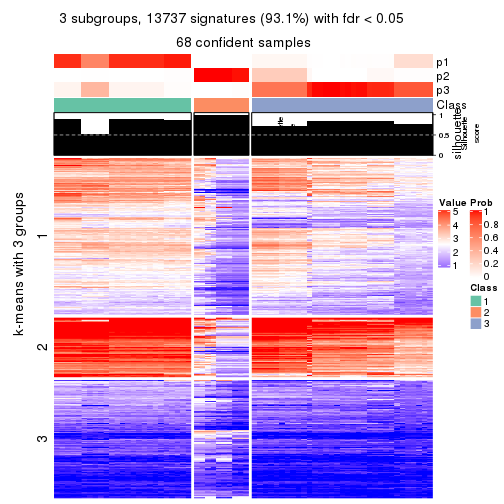 3 subgroups, 13737 signatures (93.1%) with fdr < 0.05
68 confident samples
p1
p2
p3
Class
1
0.5
0
silhouette
Silhouette
score
k-means with 3 groups
1
2
3
Value
5
4
3
2
1
Prob
1
0.8
0.6
0.4
0.2
0
Class
1
2
3